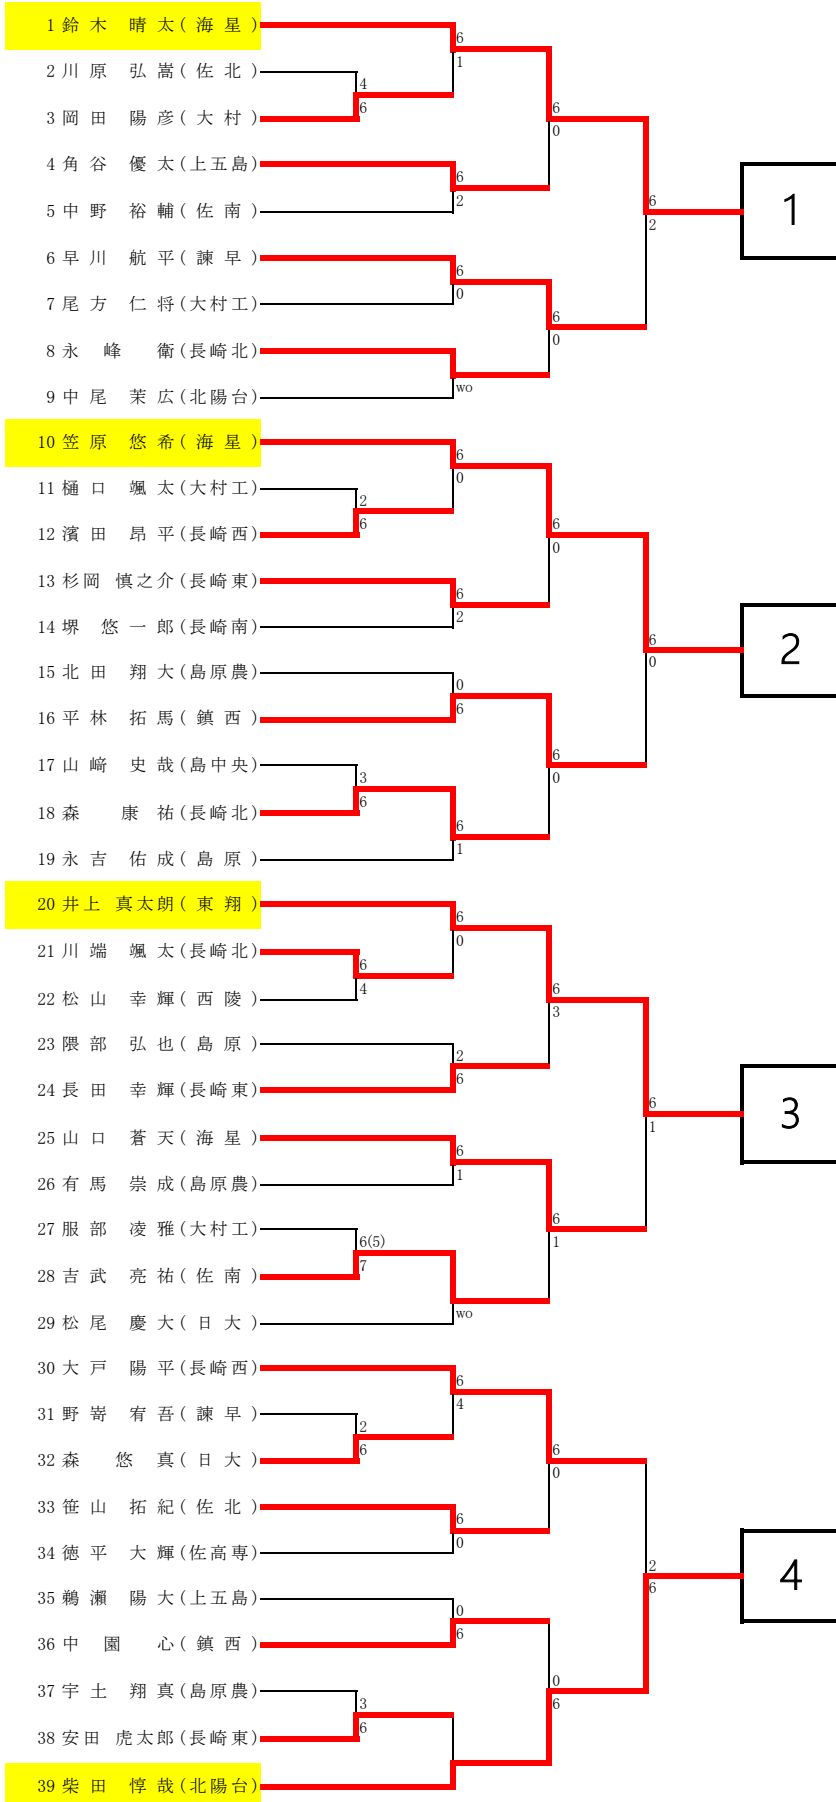 1 鈴木 晴太(海星)
6
1
2 川原 弘嵩(佐北)
4
6
3 岡田 陽彦(大村)
6
0
4 角谷 優太(上五島)
6
2
5 中野 裕輔(佐南)
6
2
1
6 早川 航平(諫早)
6
0
7 尾方 仁将(大村工)
6
0
8 永峰 衛(長崎北)
wo
9 中尾 茉広(北陽台)
10 笠原 悠希(海星)
6
0
11 樋口 颯太(大村工)
2
6
12 濱田 昂平(長崎西)
6
0
13 杉岡 慎之介(長崎東)
6
2
14 堺 悠一郎(長崎南)
6
0
2
15 北田 翔大(島原農)
0
6
16 平林 拓馬(鎮西)
6
0
17 山﨑 史哉(島中央)
3
6
18 森 康祐(長崎北)
6
1
19 永吉 佑成(島原)
20 井上 真太朗(東翔)
6
0
21 川端 颯太(長崎北)
6
4
22 松山 幸輝(西陵)
6
3
23 隈部 弘也(島原)
2
6
24 長田 幸輝(長崎東)
6
1
3
25 山口 蒼天(海星)
6
1
26 有馬 崇成(島原農)
6
1
27 服部 凌雅(大村工)
6(5)
7
28 吉武 亮祐(佐南)
wo
29 松尾 慶大(日大)
30 大戸 陽平(長崎西)
6
4
31 野嵜 宥吾(諫早)
2
6
32 森 悠真(日大)
6
0
33 笹山 拓紀(佐北)
6
0
34 徳平 大輝(佐高専)
2
6
4
35 鵜瀬 陽大(上五島)
0
6
36 中園 心(鎮西)
0
6
37 宇土 翔真(島原農)
3
6
38 安田 虎太郎(長崎東)
39 柴田 惇哉(北陽台)